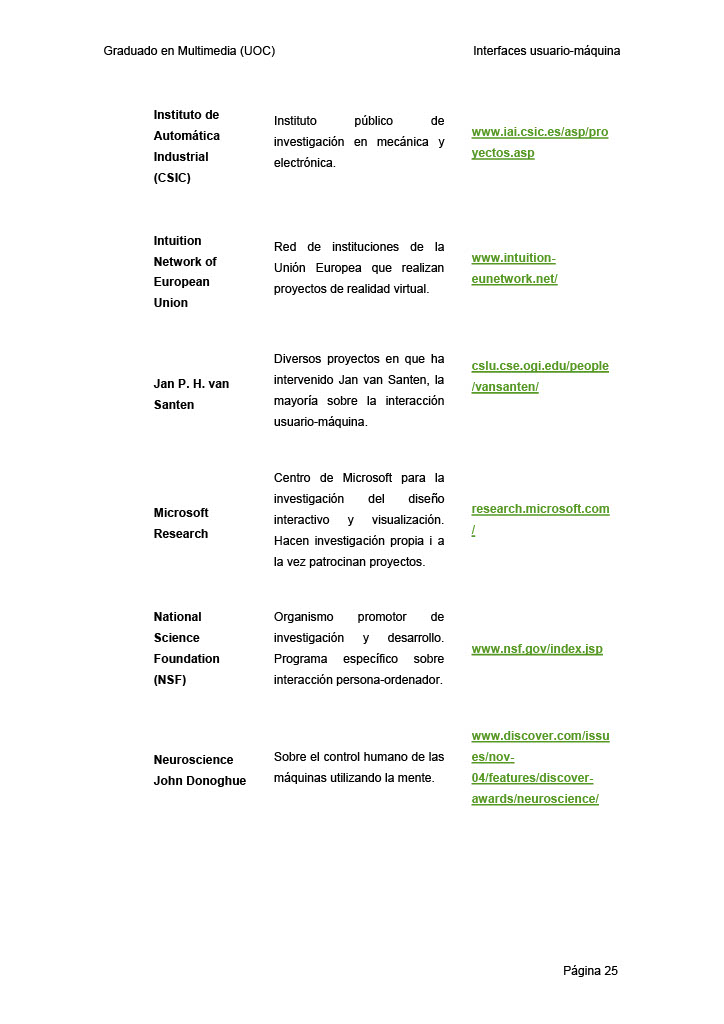 Graduado en Multimedia (UOC) Interfaces usuario-máquina
Instituto de
Automática
Industrial
(CSIC)
Instituto público de
investigación en mecánica y
electrónica.
www.iai.csic.es/asp/pro
yectos.asp
Intuition
Network of
European
Union
Red de instituciones de la
Unión Europea que realizan
proyectos de realidad virtual.
www.intuition-
eunetwork.net/
Jan P. H. van
Santen
Diversos proyectos en que ha
intervenido Jan van Santen, la
mayoría sobre la interacción
usuario-máquina.
cslu.cse.ogi.edu/people
/vansanten/
Microsoft
Research
Centro de Microsoft para la
investigación del diseño
interactivo y visualización.
Hacen investigación propia i a
la vez patrocinan proyectos.
research.microsoft.com
/
National
Science
Foundation
(NSF)
Organismo promotor de
investigación y desarrollo.
Programa específico sobre
interacción persona-ordenador.
www.nsf.gov/index.jsp
Neuroscience
John Donoghue
Sobre el control humano de las
máquinas utilizando la mente.
www.discover.com/issu
es/nov-
04/features/discover-
awards/neuroscience/
Página 25